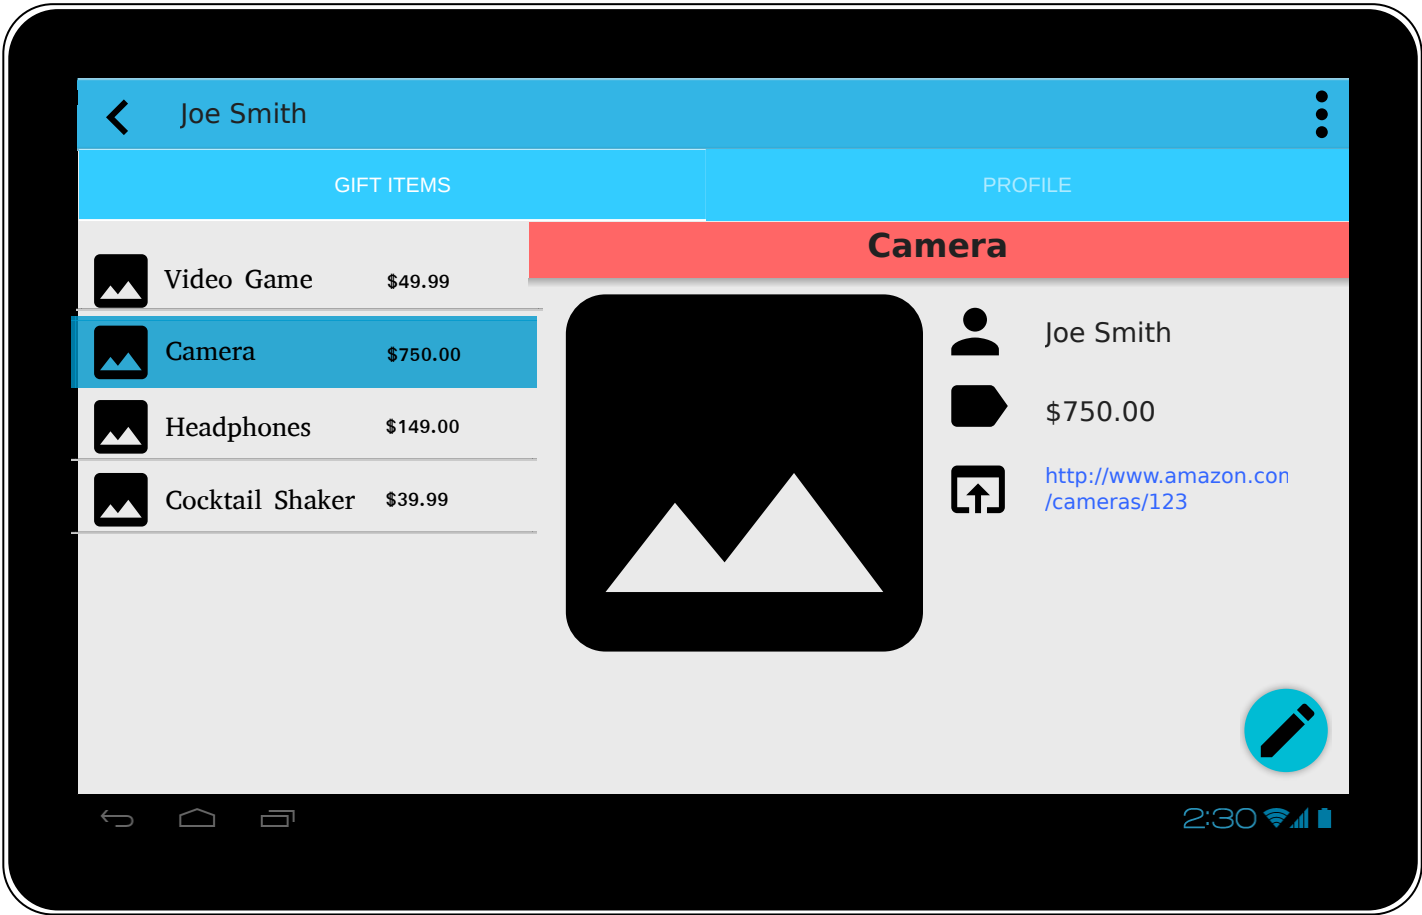 Joe Smith
GIFT ITEMS
PROFILE
Camera
Video Game $49.99
Camera $750.00
Headphones $149.00
Cocktail Shaker $39.99
Joe Smith
$750.00
http://www.amazon.con
/cameras/123
2:30